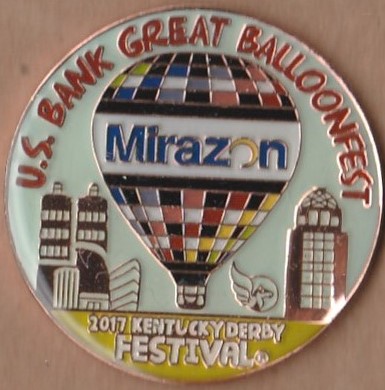 U.S. BANK GREAT BALLOONFEST
Mirazon
2017 KENTUCKY DERBY
FESTIVAL®